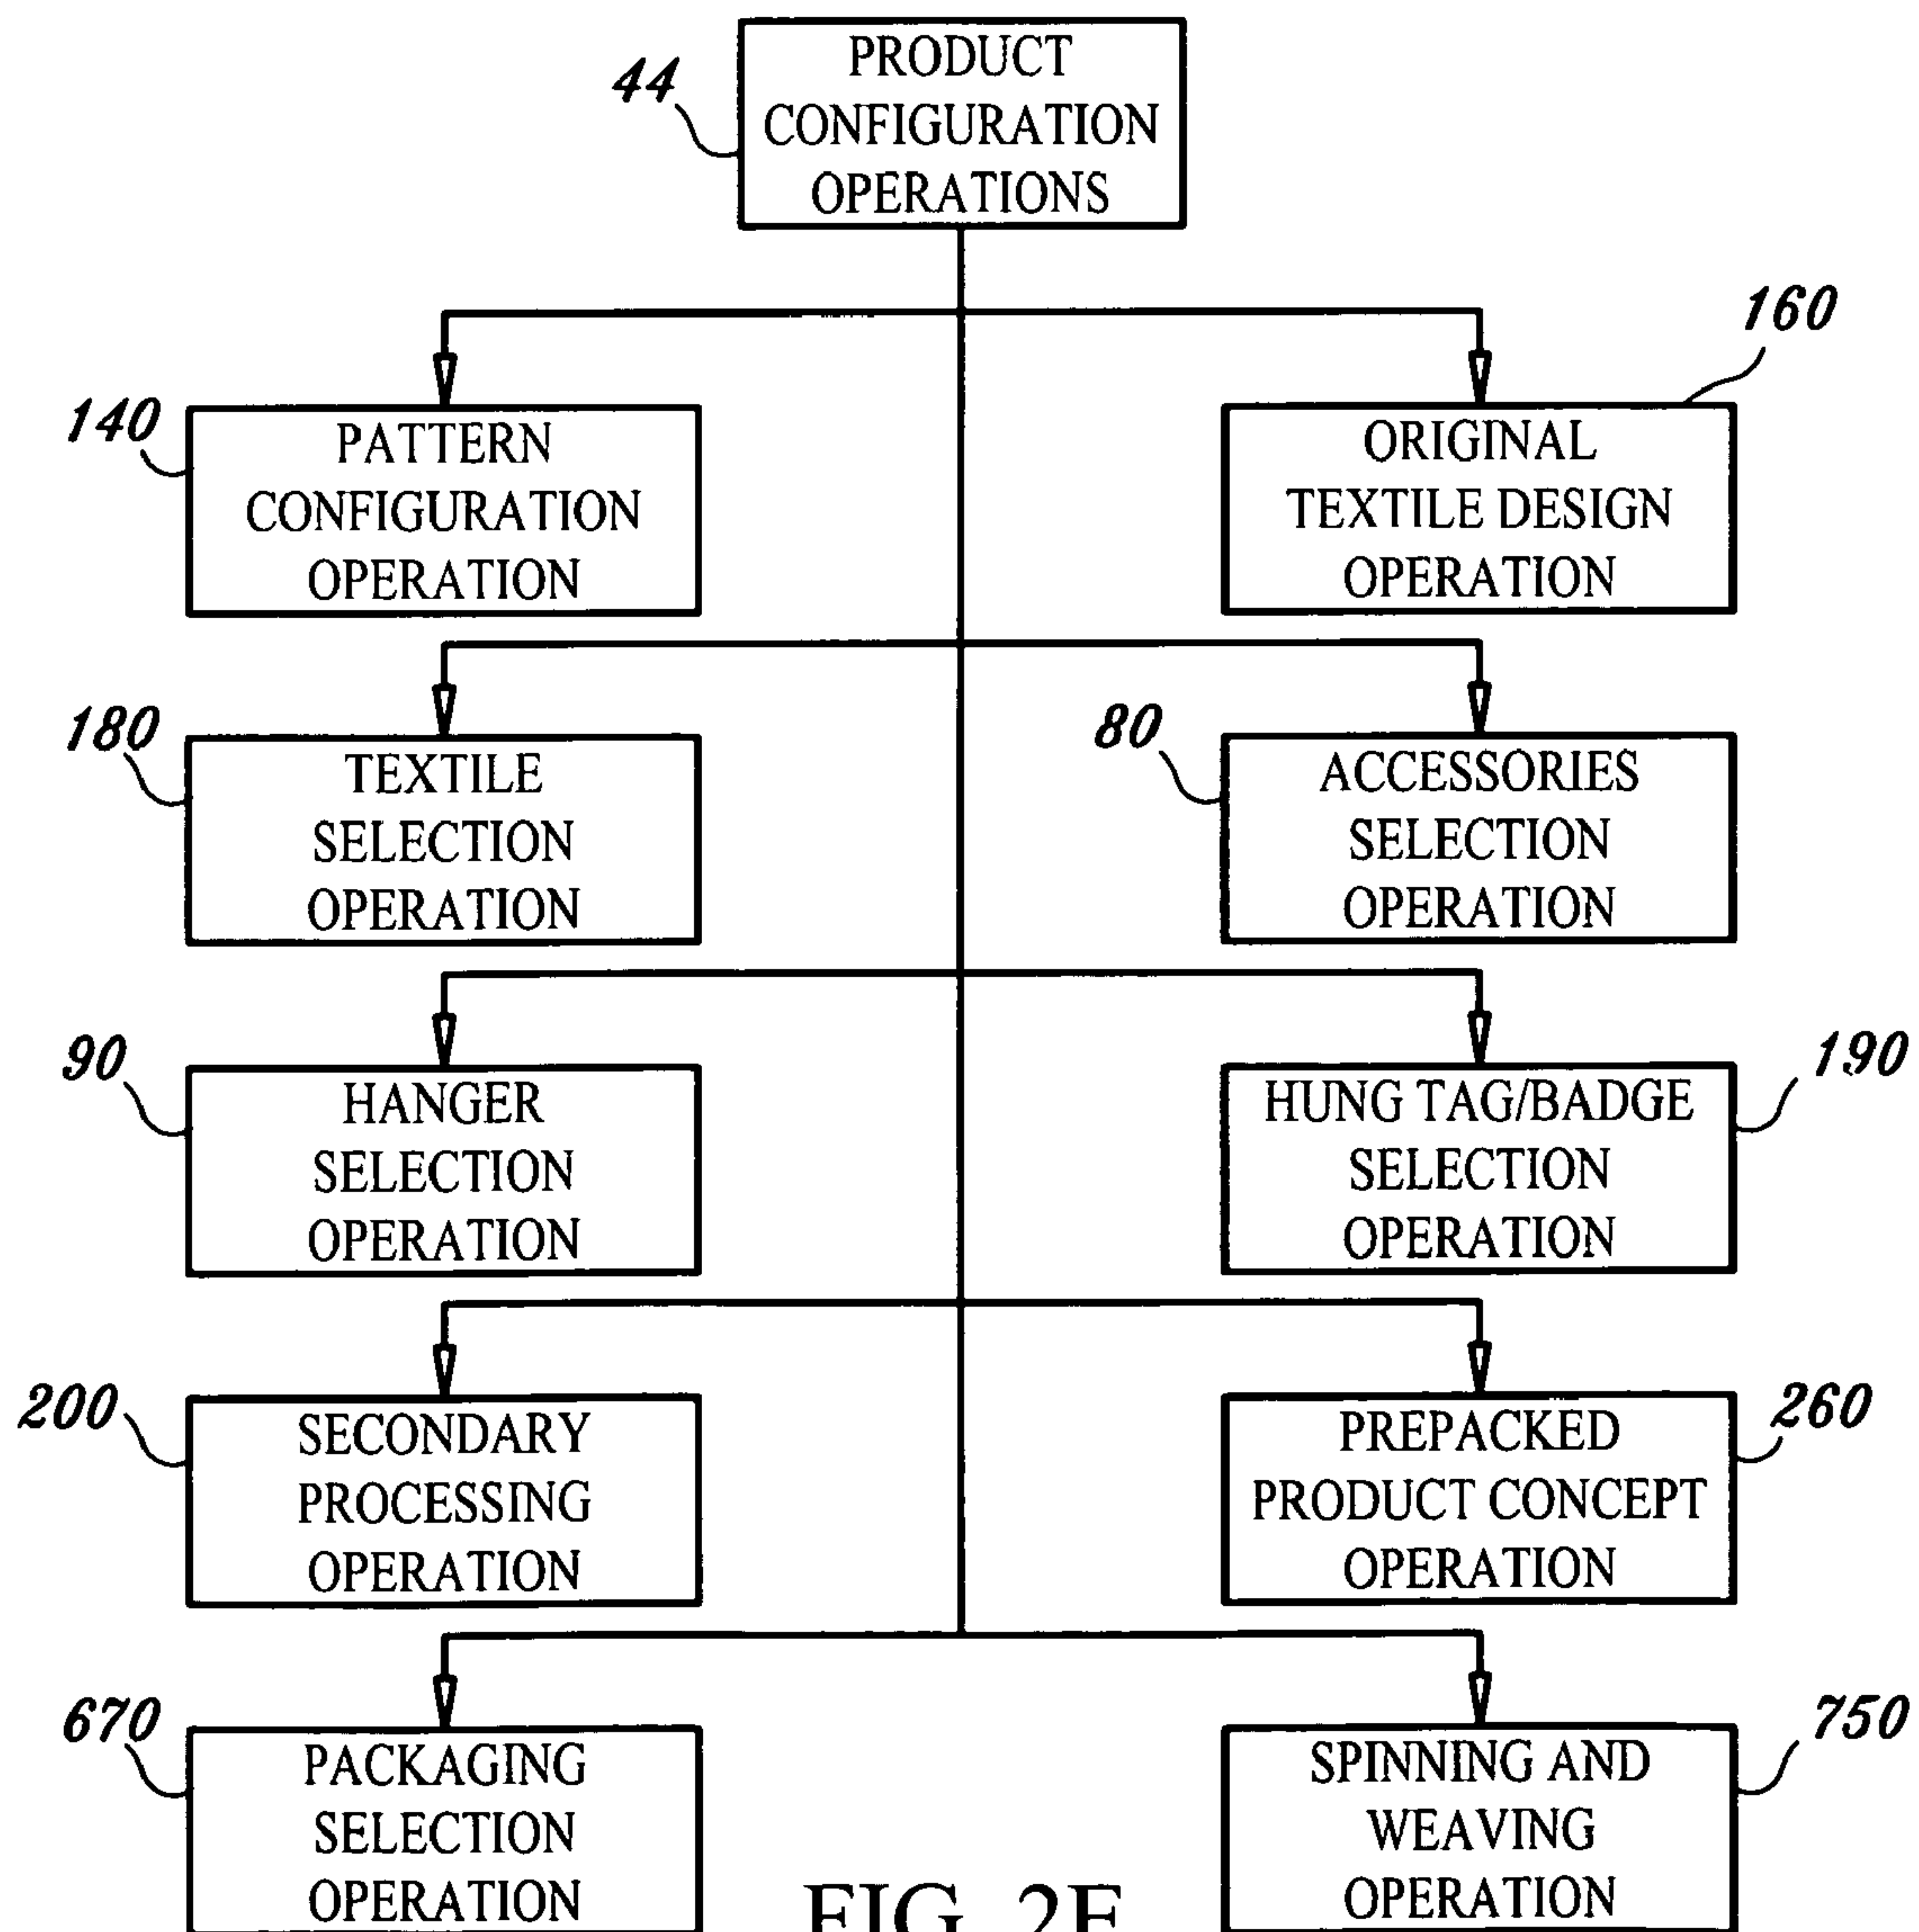 PRODUCT
CONFIGURATION
OPERATIONS
44
160
140
PATTERN
CONFIGURATION
OPERATION
ORIGINAL
TEXTILE DESIGN
OPERATION
180
TEXTILE
SELECTION
OPERATION
80
ACCESSORIES
SELECTION
OPERATION
90
HANGER
SELECTION
OPERATION
190
HUNG TAG/BADGE
SELECTION
OPERATION
200
SECONDARY
PROCESSING
OPERATION
260
PREPACKED
PRODUCT CONCEPT
OPERATION
670
PACKAGING
SELECTION
OPERATION
750
SPINNING AND
WEAVING
OPERATION
FIG.